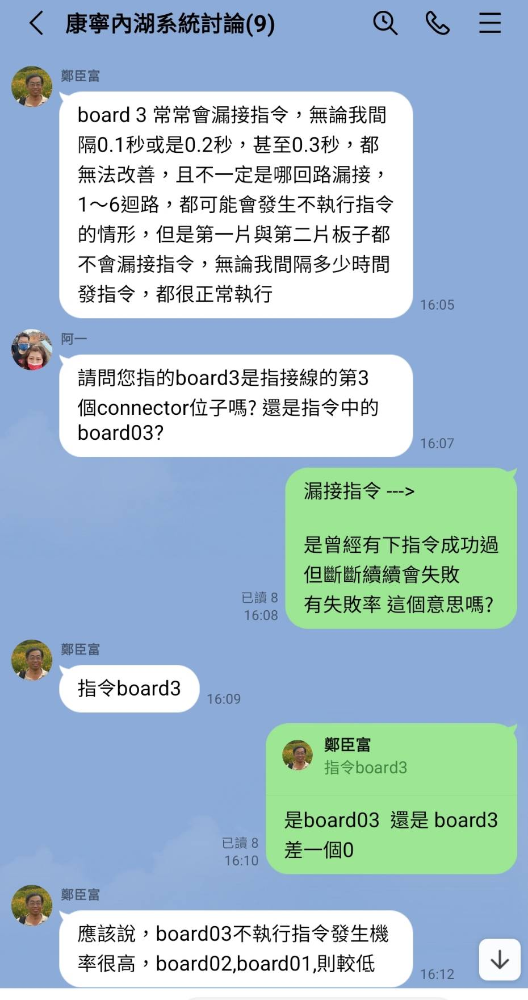 康寧內湖系統討論(9)
鄭臣富
board 3 常常會漏接指令，無論我間
隔0.1秒或是0.2秒，甚至0.3秒，都
無法改善，且不一定是哪回路漏接，
1～6迴路，都可能會發生不執行指令
的情形，但是第一片與第二片板子都
不會漏接指令，無論我間隔多少時間
發指令，都很正常執行
16:05
阿一
請問您指的board3是指接線的第3
個connector位子嗎? 還是指令中的
board03?
16:07
漏接指令 --->
是曾經有下指令成功過
但斷斷續續會失敗
有失敗率 這個意思嗎?
已讀 8
16:08
鄭臣富
指令board3
16:09
鄭臣富
指令board3
是board03 還是 board3
差一個0
已讀 8
16:10
鄭臣富
應該說，board03不執行指令發生機
率很高，board02,board01,則較低
16:12